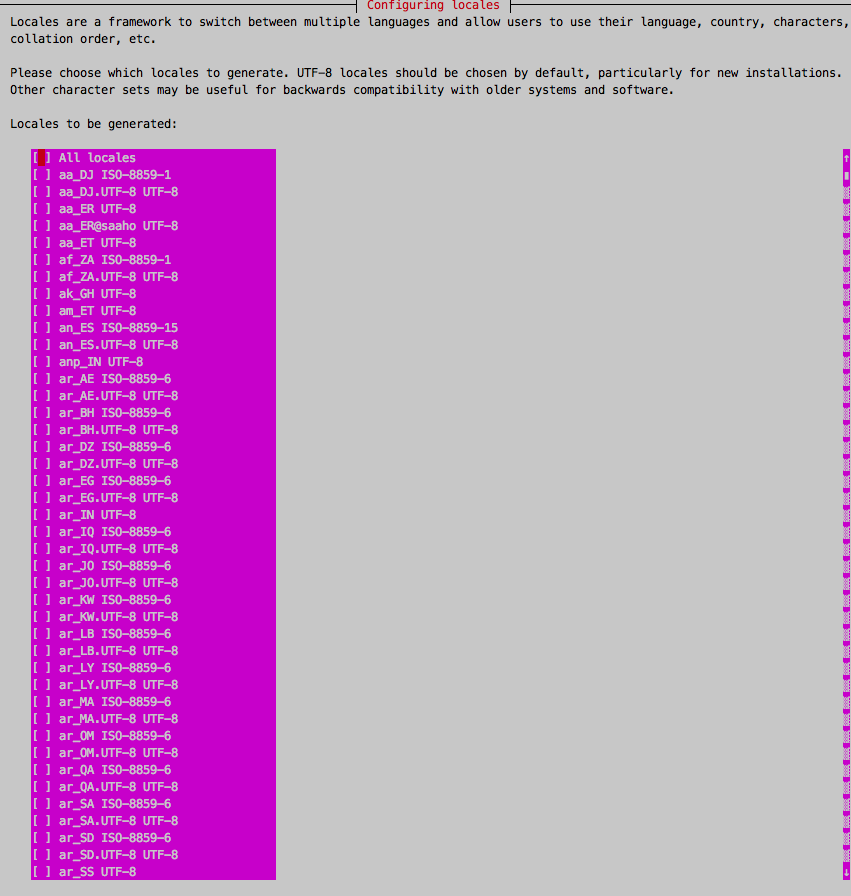 Configuring locales
Locales are a framework to switch between multiple languages and allow users to use their language, country, characters,
collation order, etc.
Please choose which locales to generate. UTF-8 locales should be chosen by default, particularly for new installations.
Other character sets may be useful for backwards compatibility with older systems and software.
Locales to be generated:
[ ] All locales
[ ] aa_DJ ISO-8859-1
[ ] aa_DJ.UTF-8 UTF-8
[ ] aa_ER UTF-8
[ ] aa_ER@saaho UTF-8
[ ] aa_ET UTF-8
[ ] af_ZA ISO-8859-1
[ ] af_ZA.UTF-8 UTF-8
[ ] ak_GH UTF-8
[ ] am_ET UTF-8
[ ] an_ES ISO-8859-15
[ ] an_ES.UTF-8 UTF-8
[ ] anp_IN UTF-8
[ ] ar_AE ISO-8859-6
[ ] ar_AE.UTF-8 UTF-8
[ ] ar_BH ISO-8859-6
[ ] ar_BH.UTF-8 UTF-8
[ ] ar_DZ ISO-8859-6
[ ] ar_DZ.UTF-8 UTF-8
[ ] ar_EG ISO-8859-6
[ ] ar_EG.UTF-8 UTF-8
[ ] ar_IN UTF-8
[ ] ar_IQ ISO-8859-6
[ ] ar_IQ.UTF-8 UTF-8
[ ] ar_JO ISO-8859-6
[ ] ar_JO.UTF-8 UTF-8
[ ] ar_KW ISO-8859-6
[ ] ar_KW.UTF-8 UTF-8
[ ] ar_LB ISO-8859-6
[ ] ar_LB.UTF-8 UTF-8
[ ] ar_LY ISO-8859-6
[ ] ar_LY.UTF-8 UTF-8
[ ] ar_MA ISO-8859-6
[ ] ar_MA.UTF-8 UTF-8
[ ] ar_OM ISO-8859-6
[ ] ar_OM.UTF-8 UTF-8
[ ] ar_QA ISO-8859-6
[ ] ar_QA.UTF-8 UTF-8
[ ] ar_SA ISO-8859-6
[ ] ar_SA.UTF-8 UTF-8
[ ] ar_SD ISO-8859-6
[ ] ar_SD.UTF-8 UTF-8
[ ] ar_SS UTF-8